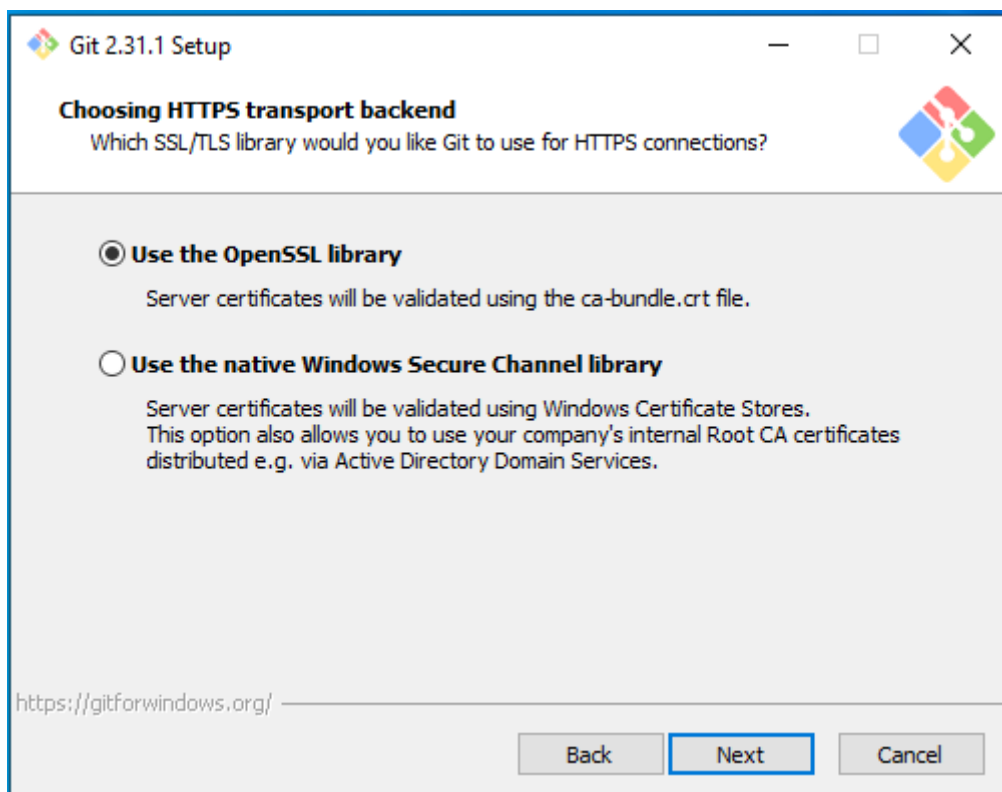 Git 2.31.1 Setup
Choosing HTTPS transport backend
Which SSL/TLS library would you like Git to use for HTTPS connections?
Use the OpenSSL library
Server certificates will be validated using the ca-bundle.crt file.
Use the native Windows Secure Channel library
Server certificates will be validated using Windows Certificate Stores.
This option also allows you to use your company's internal Root CA certificates
distributed e.g. via Active Directory Domain Services.
https://gitforwindows.org/
Back Next Cancel